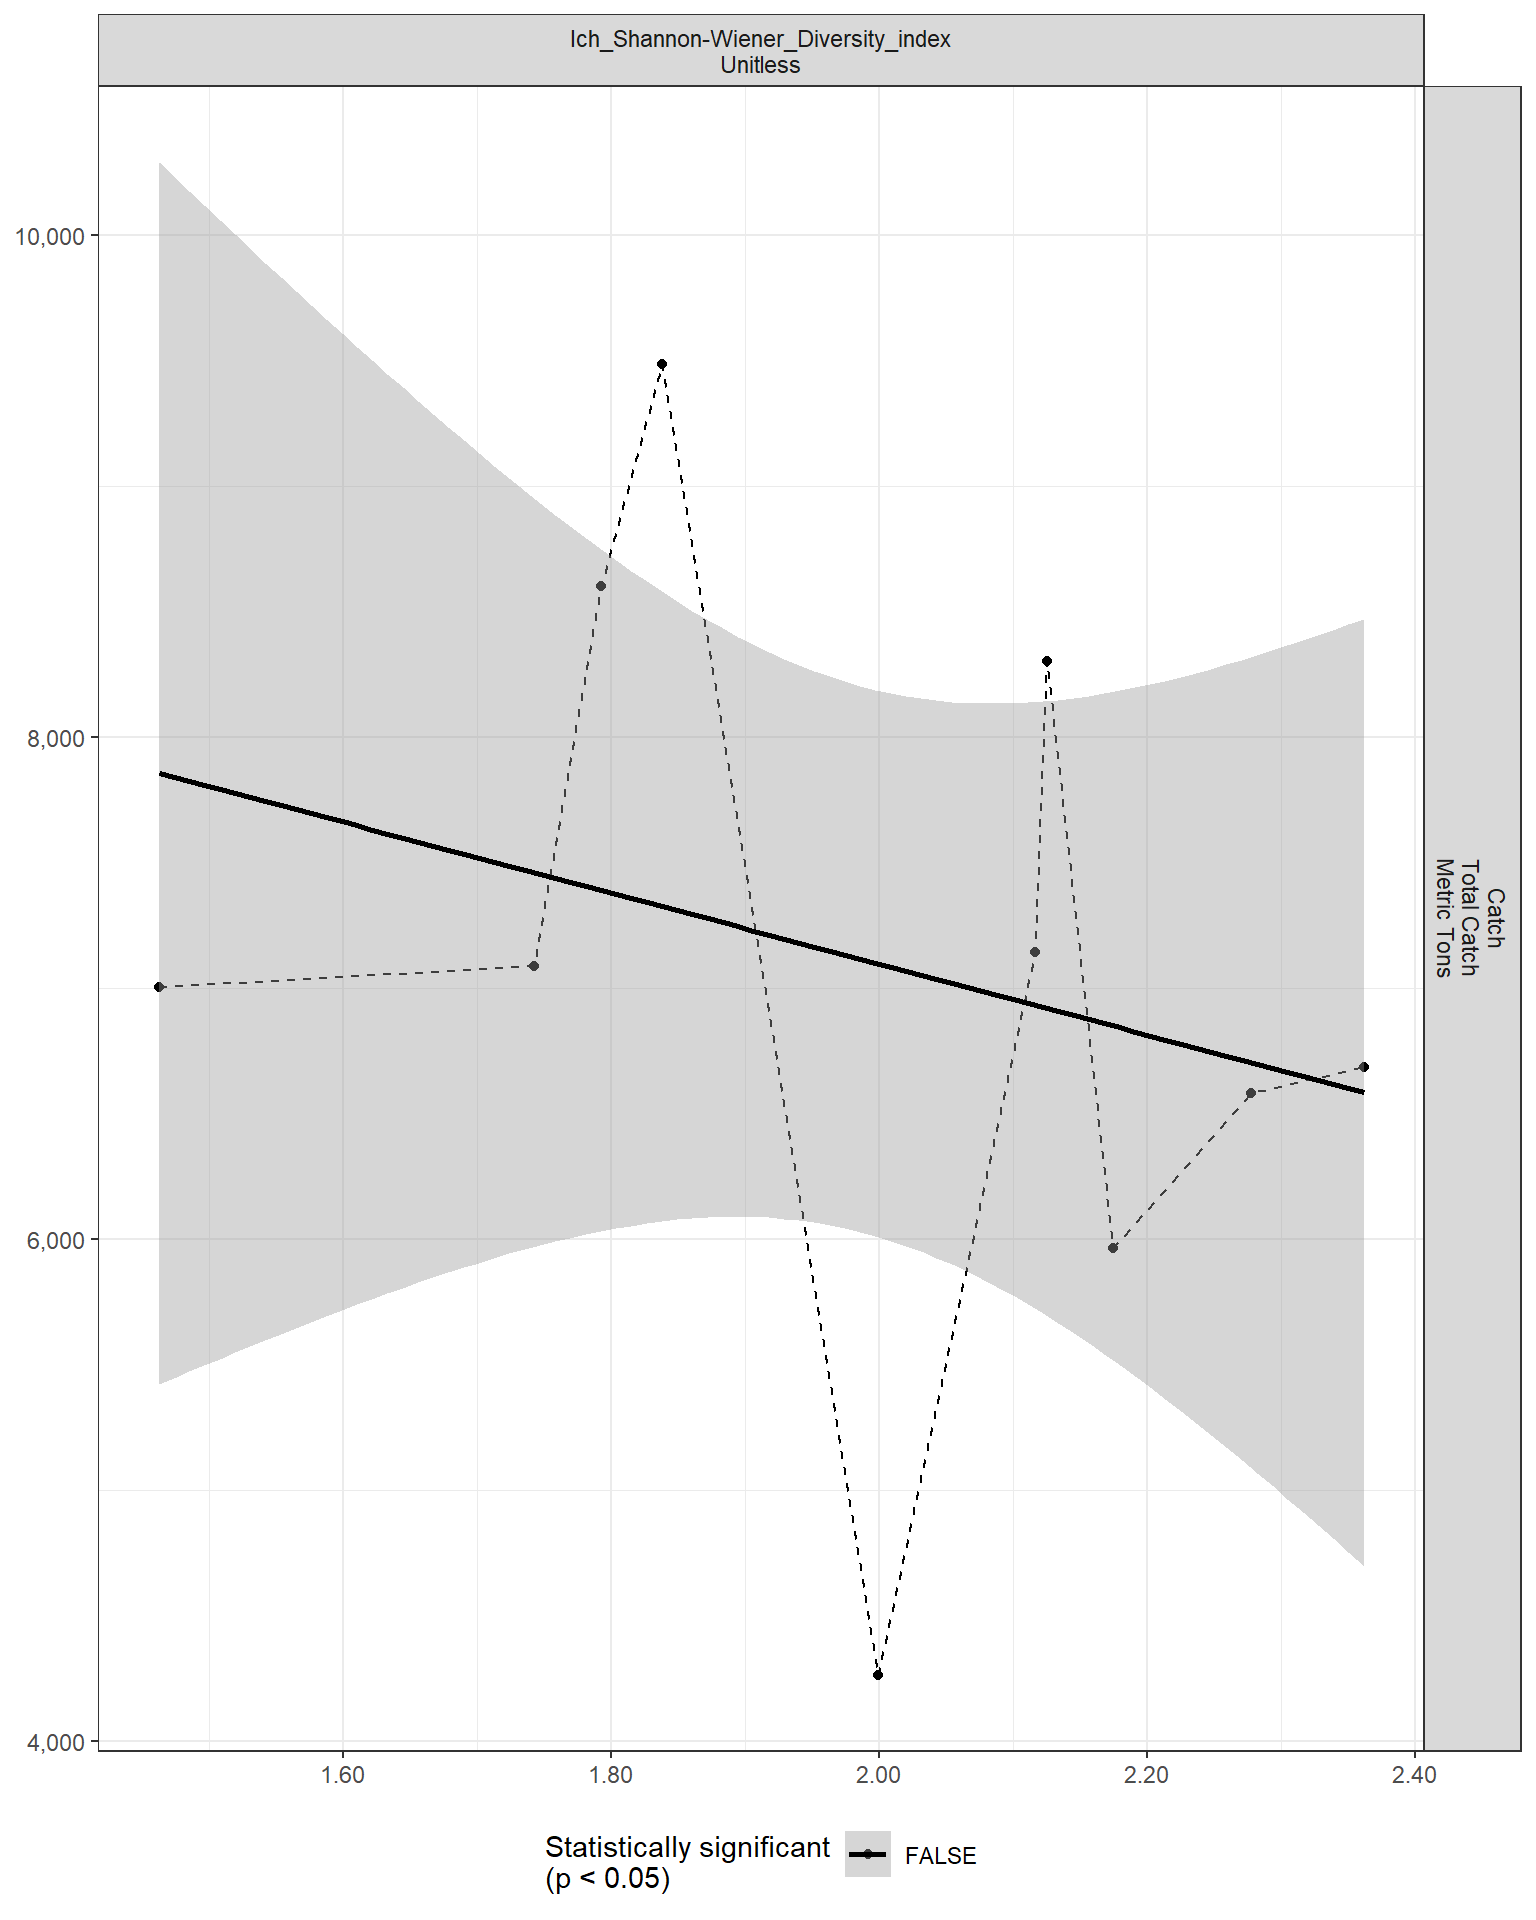 Ich_Shannon-Wiener_Diversity_index
Unitless
10,000
8,000
6,000
4,000
Catch
Total Catch
Metric Tons
1.60
1.80
2.00
2.20
2.40
Statistically significant
(p < 0.05)
FALSE